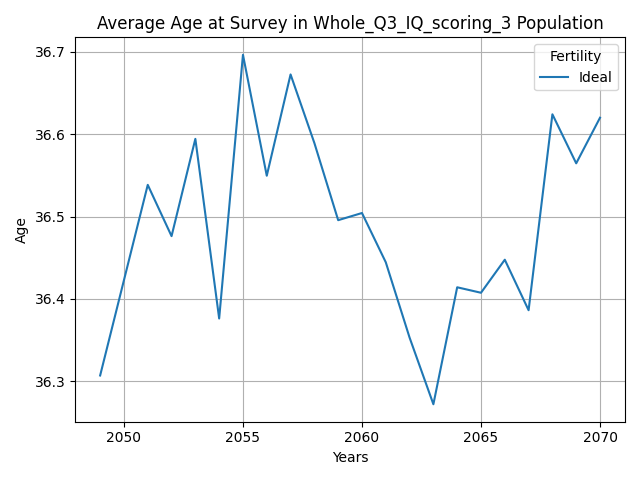 Average Age at Survey in Whole_Q3_IQ_scoring_3 Population
Fertility
Ideal
36.7
36.6
36.5
36.4
36.3
Age
2050 2055 2060 2065 2070
Years